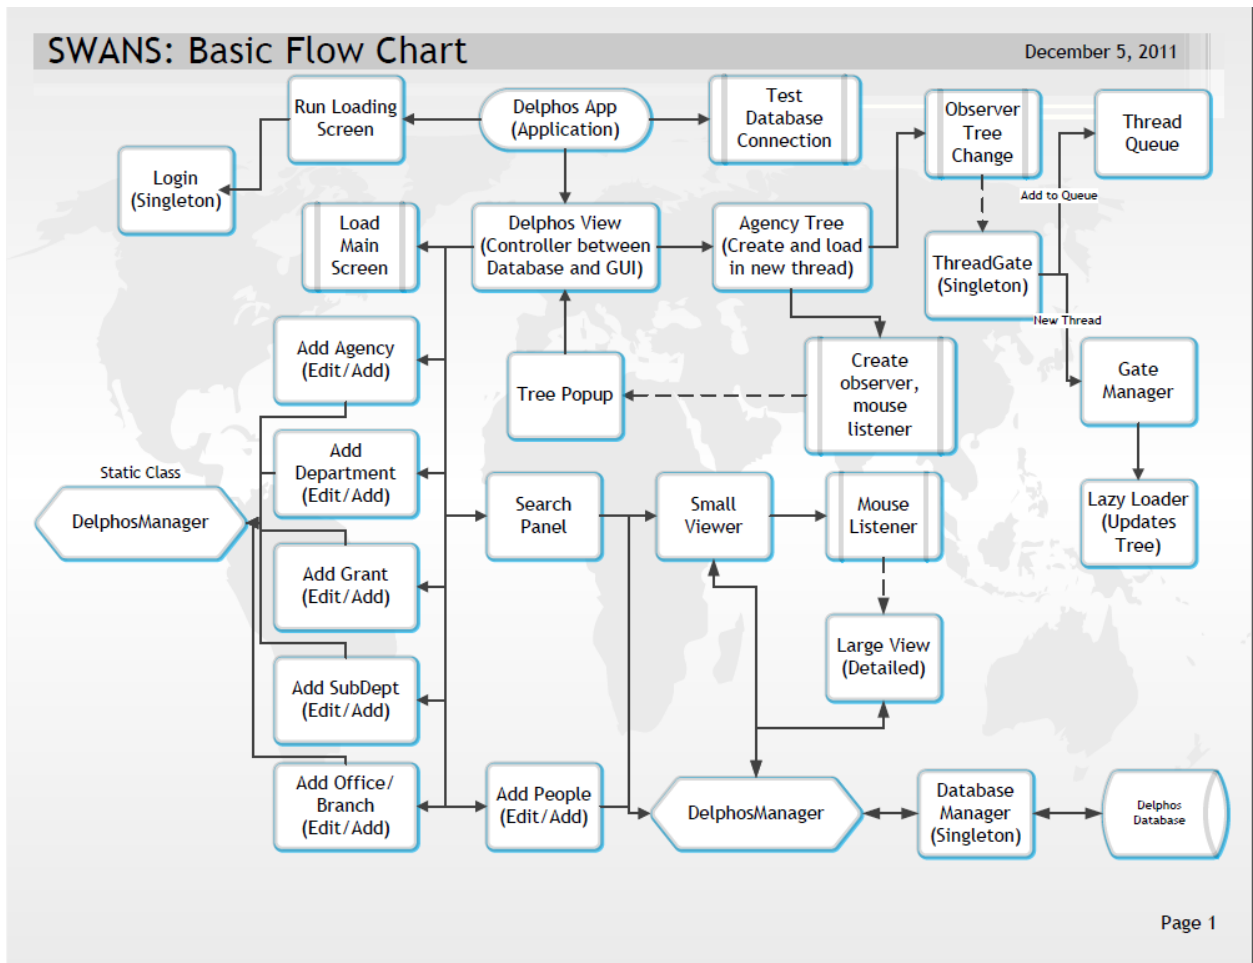 SWANS: Basic Flow Chart
December 5, 2011
Run Loading
Screen
Delphos App
(Application)
Test
Database
Connection
Observer
Tree
Change
Thread
Queue
Login
(Singleton)
Add to Queue
Load
Main
Screen
Delphos View
(Controller between
Database and GUI)
Agency Tree
(Create and load
in new thread)
ThreadGate
(Singleton)
New Thread
Add Agency
(Edit/Add)
Tree Popup
Create
observer,
mouse
listener
Gate
Manager
Add
Department
(Edit/Add)
Static Class
DelphosManager
Search
Panel
Small
Viewer
Mouse
Listener
Lazy Loader
(Updates
Tree)
Add Grant
(Edit/Add)
Large View
(Detailed)
Add SubDept
(Edit/Add)
Add Office/
Branch
(Edit/Add)
Add People
(Edit/Add)
DelphosManager
Database
Manager
(Singleton)
Delphos
Database
Page 1